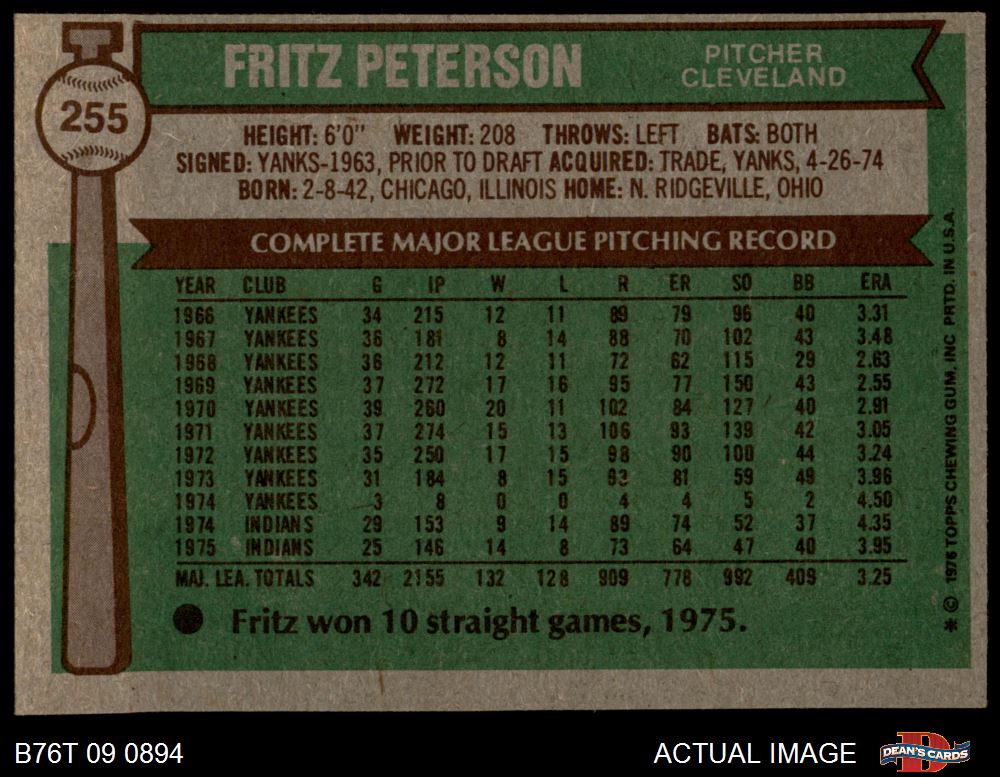 FRITZ PETERSON
PITCHER
CLEVELAND
255
HEIGHT: 6'0" WEIGHT: 208 THROWS: LEFT BATS: BOTH
SIGNED: YANKS-1963, PRIOR TO DRAFT ACQUIRED: TRADE, YANKS, 4-26-74
BORN: 2-8-42, CHICAGO, ILLINOIS HOME: N. RIDGEVILLE, OHIO
COMPLETE MAJOR LEAGUE PITCHING RECORD
YEAR CLUB G IP W L R ER SO BB ERA
1966 YANKEES 34 215 12 11 89 79 96 40 3.31
1967 YANKEES 36 181 8 14 88 70 102 43 3.48
1968 YANKEES 36 212 12 11 72 62 115 29 2.63
1969 YANKEES 37 272 17 16 95 77 150 43 2.55
1970 YANKEES 39 260 20 11 102 84 127 40 2.91
1971 YANKEES 37 274 15 13 106 93 139 42 3.05
1972 YANKEES 35 250 17 15 98 90 100 44 3.24
1973 YANKEES 31 184 8 15 93 81 59 49 3.96
1974 YANKEES 3 8 0 0 4 4 5 2 4.50
1974 INDIANS 29 153 9 14 89 74 52 37 4.35
1975 INDIANS 25 146 14 8 73 64 47 40 3.95
MAJ. LEA. TOTALS 342 2155 132 128 909 778 992 409 3.25
● Fritz won 10 straight games, 1975.
* © 1976 TOPPS CHEWING GUM, INC PRTD. IN U.S.A.
B76T 09 0894
ACTUAL IMAGE
DEAN'S CARDS